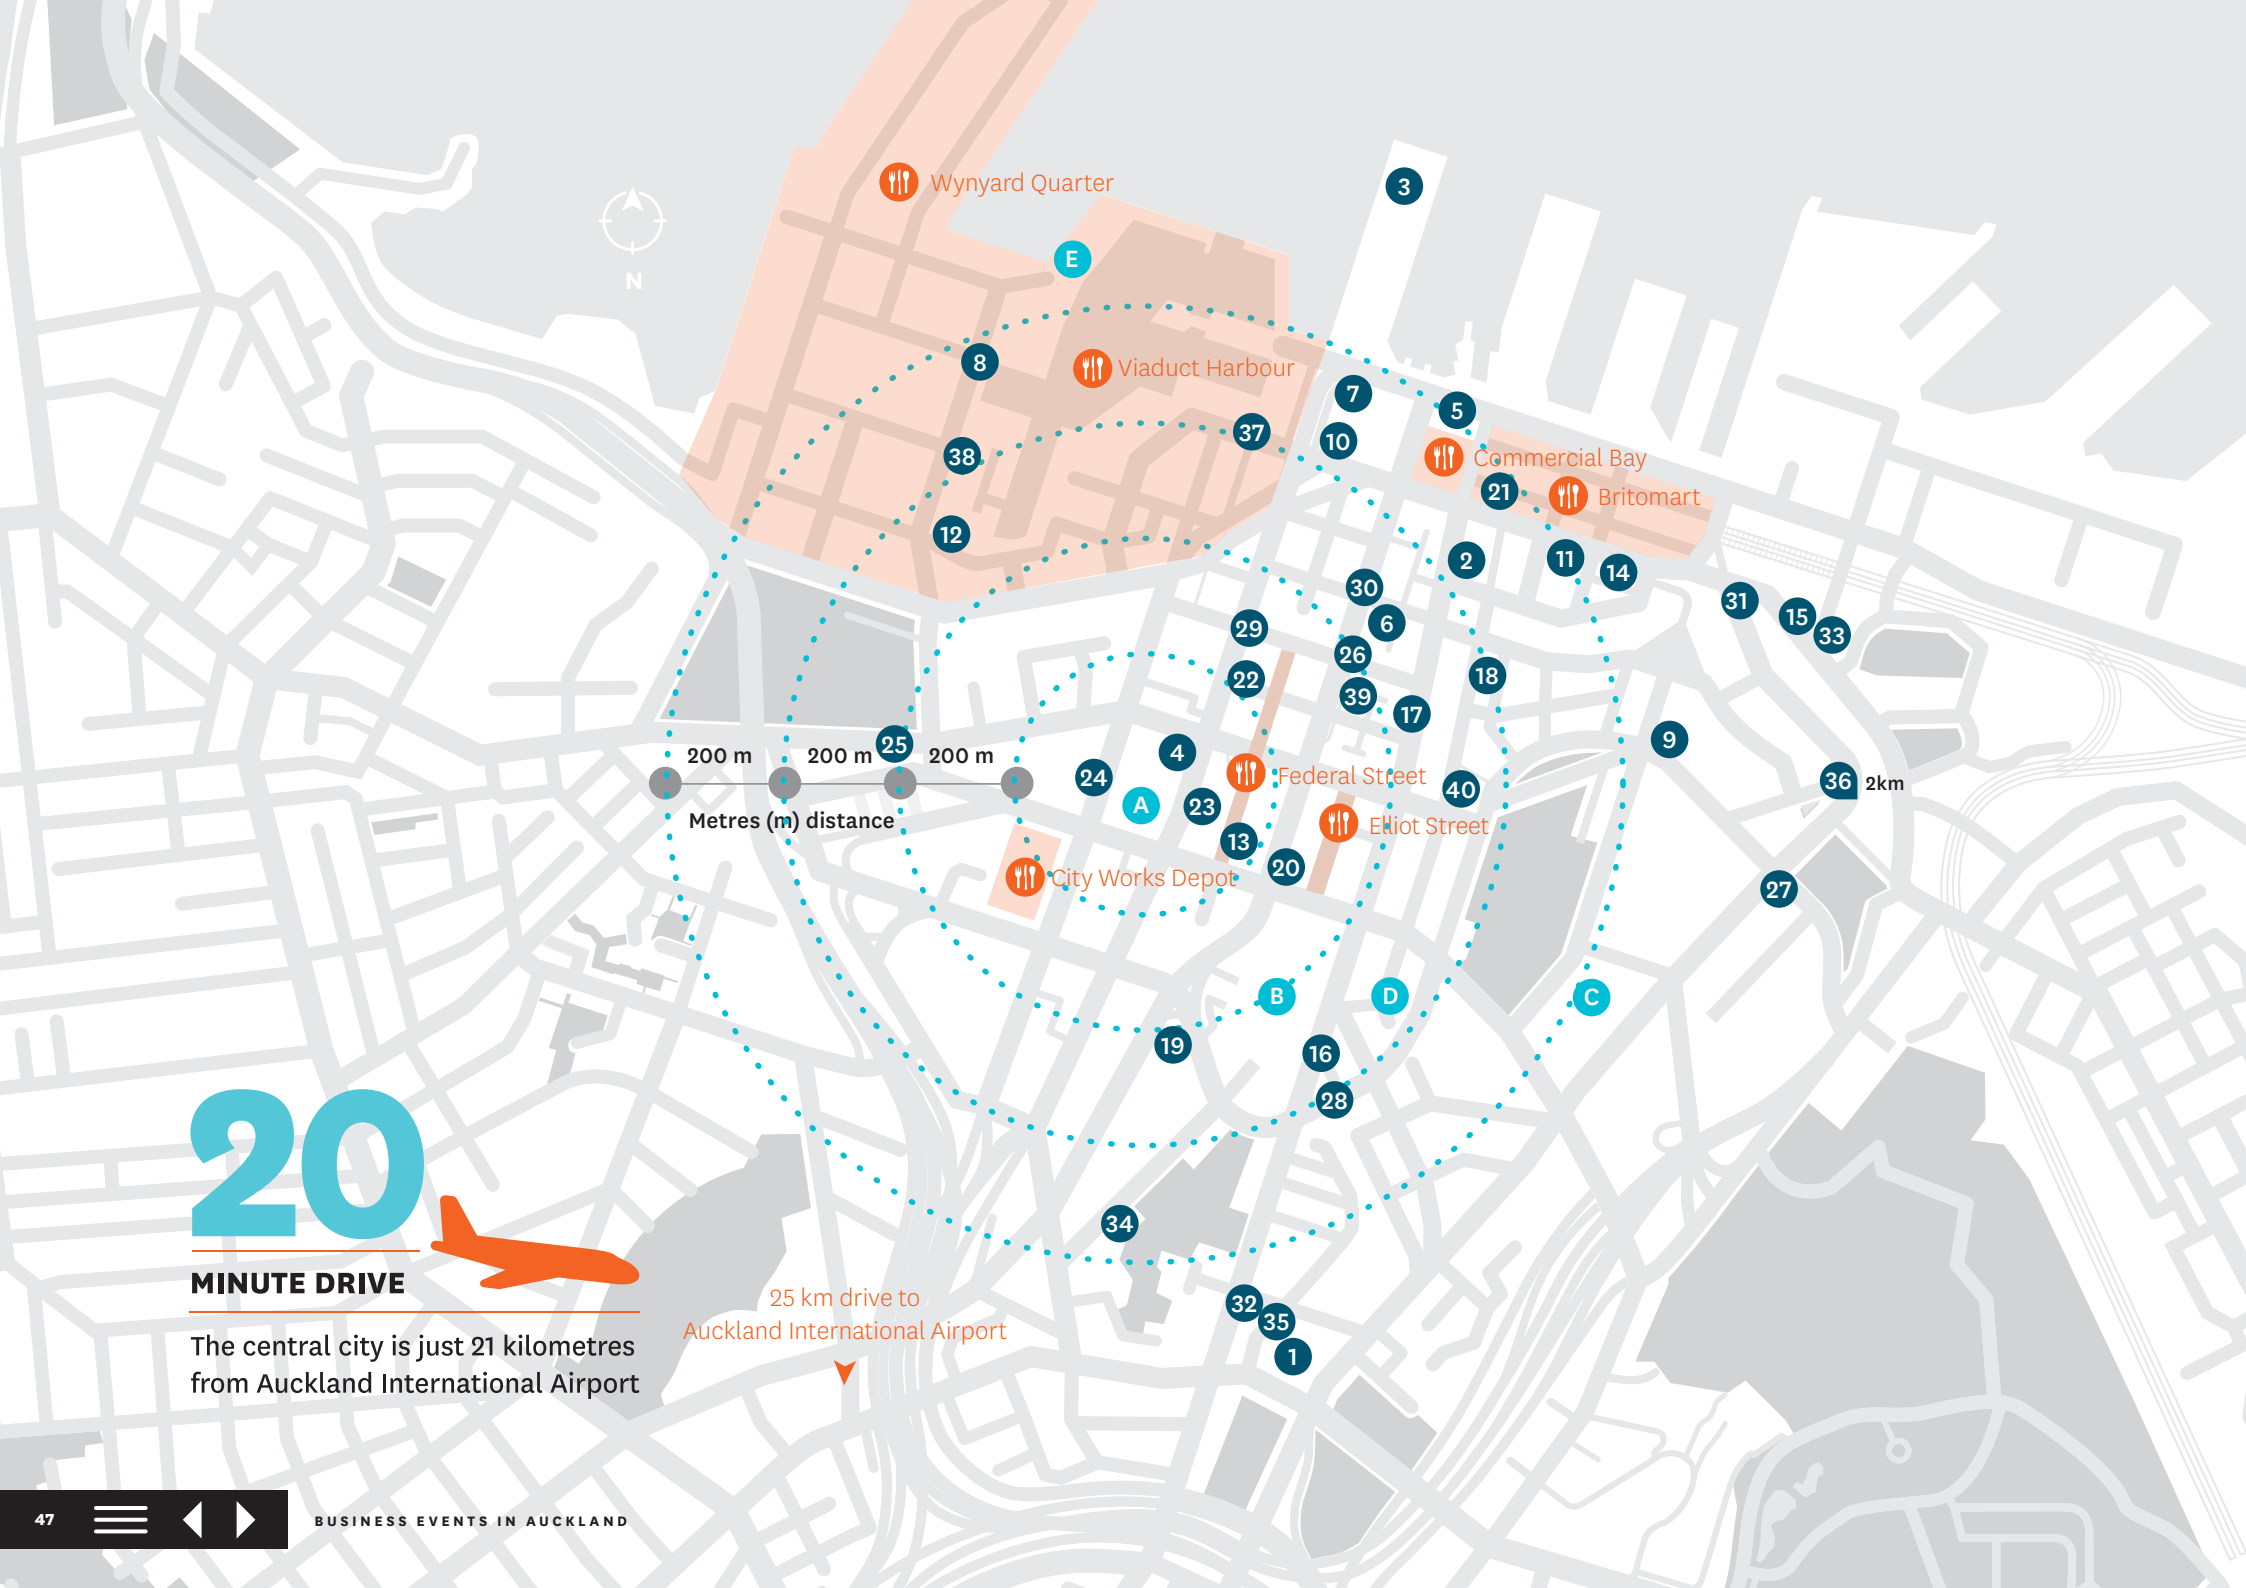 Wynyard Quarter
3
E
N
8
Viaduct Harbour
7
5
37
10
38
Commercial Bay
21
Britomart
12
2
11
14
30
31
15
6
29
33
26
22
18
39
17
25
9
200 m
200 m
200 m
4
24
Federal Street
36
2km
40
A
23
Metres (m) distance
Elliot Street
13
20
City Works Depot
27
B
D
C
19
16
28
34
20
MINUTE DRIVE
The central city is just 21 kilometres
from Auckland International Airport
25 km drive to
Auckland International Airport
32
35
1
47
BUSINESS EVENTS IN AUCKLAND